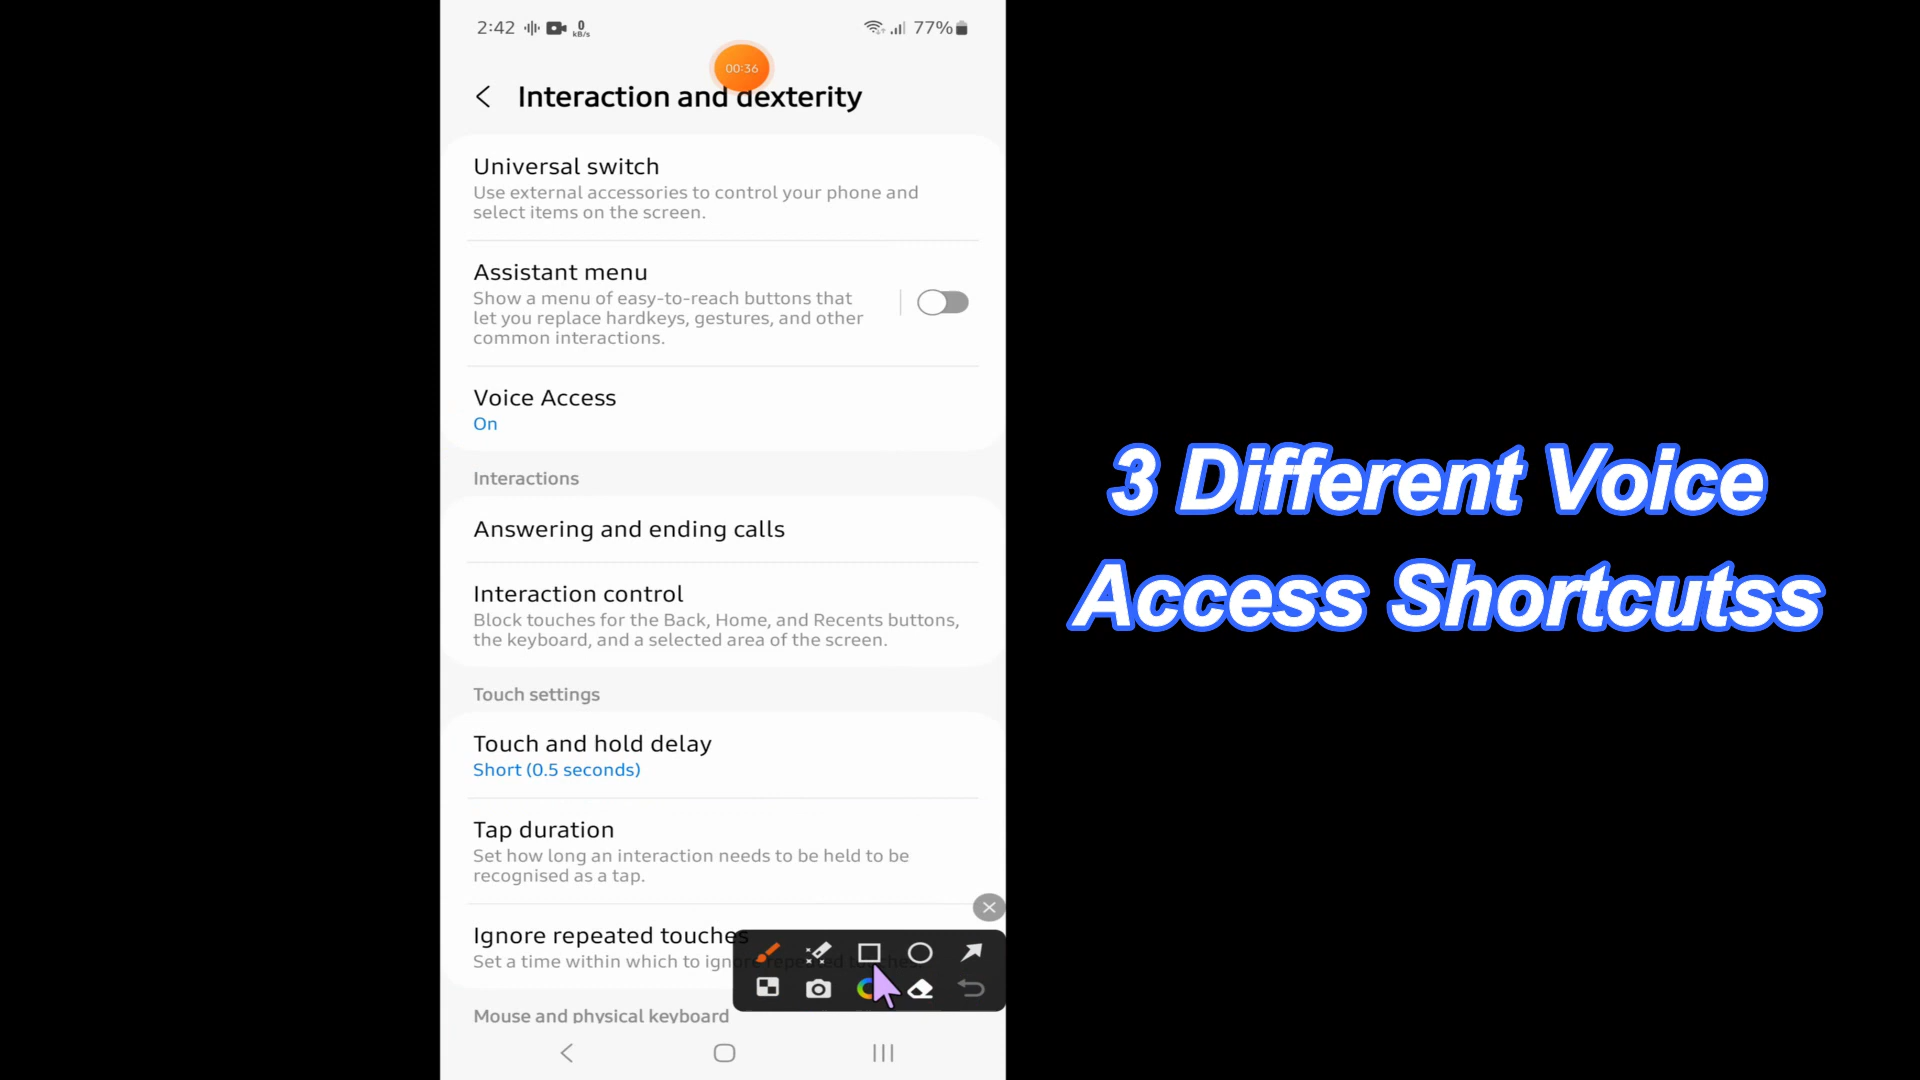 2:42 0 kB/s 77%
00:36
Interaction and dexterity
Universal switch
Use external accessories to control your phone and
select items on the screen.
Assistant menu
Show a menu of easy-to-reach buttons that
let you replace hardkeys, gestures, and other
common interactions.
Voice Access
On
Interactions
Answering and ending calls
Interaction control
Block touches for the Back, Home, and Recents buttons,
the keyboard, and a selected area of the screen.
Touch settings
Touch and hold delay
Short (0.5 seconds)
Tap duration
Set how long an interaction needs to be held to be
recognised as a tap.
Ignore repeated touches
Set a time within which to ignore repeated touches.
Mouse and physical keyboard
3 Different Voice
Access Shortcutss